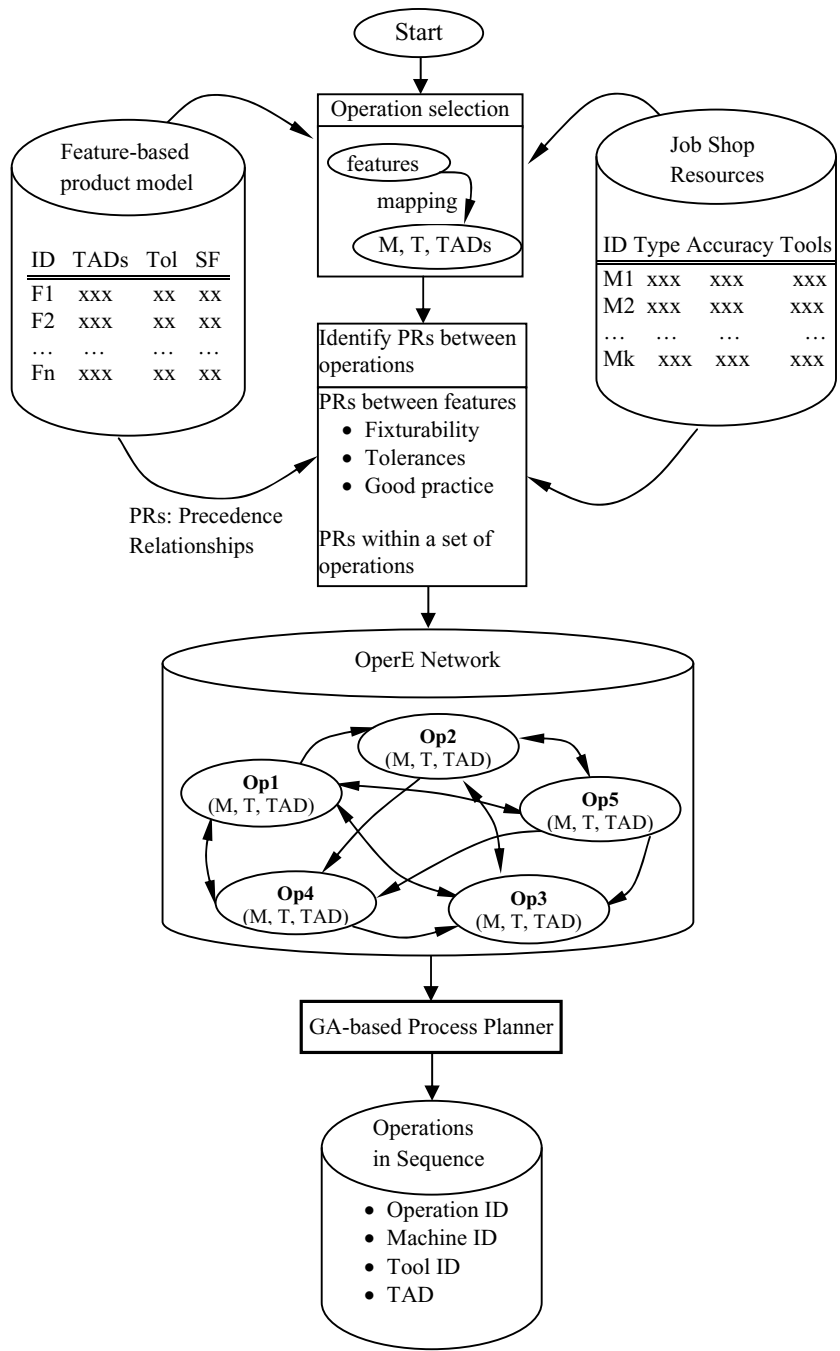 Start
Operation selection
features
mapping
M, T, TADs
Feature-based
product model
ID TADs Tol SF
F1 xxx xx xx
F2 xxx xx xx
… … … …
Fn xxx xx xx
Job Shop
Resources
ID Type Accuracy Tools
M1 xxx xxx xxx
M2 xxx xxx xxx
… … … …
Mk xxx xxx xxx
Identify PRs between
operations
PRs between features
• Fixturability
• Tolerances
• Good practice
PRs within a set of
operations
PRs: Precedence
Relationships
OperE Network
Op2
(M, T, TAD)
Op1
(M, T, TAD)
Op5
(M, T, TAD)
Op4
(M, T, TAD)
Op3
(M, T, TAD)
GA-based Process Planner
Operations
in Sequence
• Operation ID
• Machine ID
• Tool ID
• TAD